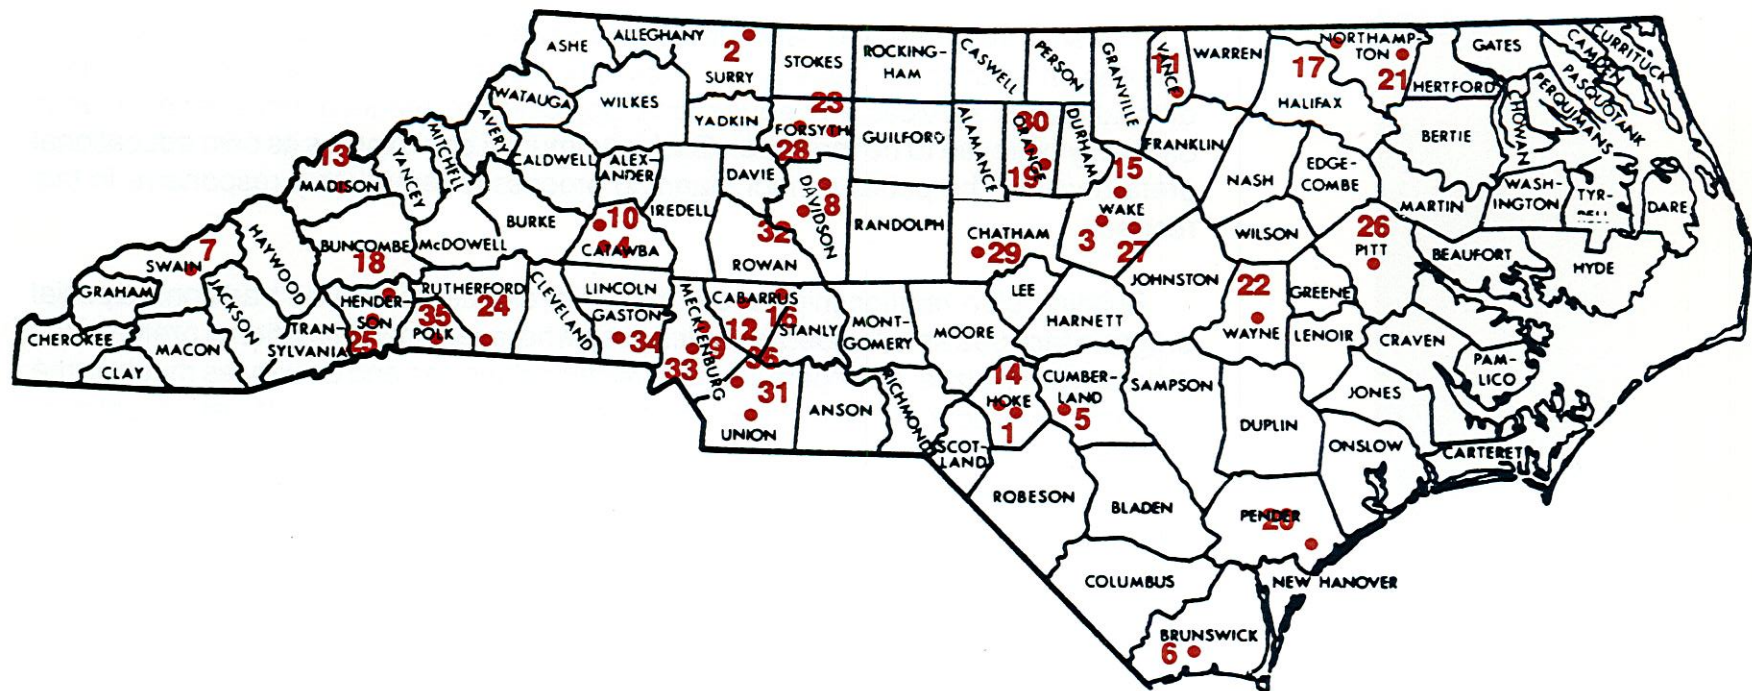 ASHE
ALLEGHANY
2
SURRY
STOKES
ROCKING-
HAM
CASWELL
PERSON
GRANVILLE
VANCE
11
WARREN
NORTHAMP-
TON
17
21
HALIFAX
HERTFORD
GATES
CURRITUCK
CAMDEN
PASQUOTANK
PERQUIMANS
CHOWAN
WATAUGA
WILKES
YADKIN
23
FORSYTH
28
GUILFORD
ALAMANCE
30
ORANGE
19
DURHAM
FRANKLIN
BERTIE
AVERY
MITCHELL
YANCEY
13
MADISON
CALDWELL
ALEX-
ANDER
DAVIE
DAVIDSON
8
32
RANDOLPH
15
WAKE
3
27
NASH
EDGE-
COMBE
MARTIN
WASH-
INGTON
TYR-
DARE
IREDELL
BURKE
10
4
CATAWBA
ROWAN
CHATHAM
29
WILSON
26
PITT
BEAUFORT
HYDE
HAYWOOD
BUNCOMBE
18
McDOWELL
7
SWAIN
GRAHAM
JACKSON
HENDER-
SON
25
RUTHERFORD
24
35
POLK
CLEVELAND
LINCOLN
GASTON
34
MECKLENBURG
9
33
CABARRUS
12
16
36
STANLY
MONT-
GOMERY
MOORE
LEE
HARNETT
JOHNSTON
22
WAYNE
GREENE
LENOIR
CRAVEN
PAM-
LICO
CHEROKEE
CLAY
MACON
TRAN-
SYLVANIA
31
UNION
ANSON
RICHMOND
SCOT-
LAND
14
HOKE
1
CUMBER-
LAND
5
SAMPSON
DUPLIN
JONES
ONSLOW
CARTERET
ROBESON
BLADEN
PENDER
20
COLUMBUS
NEW HANOVER
BRUNSWICK
6